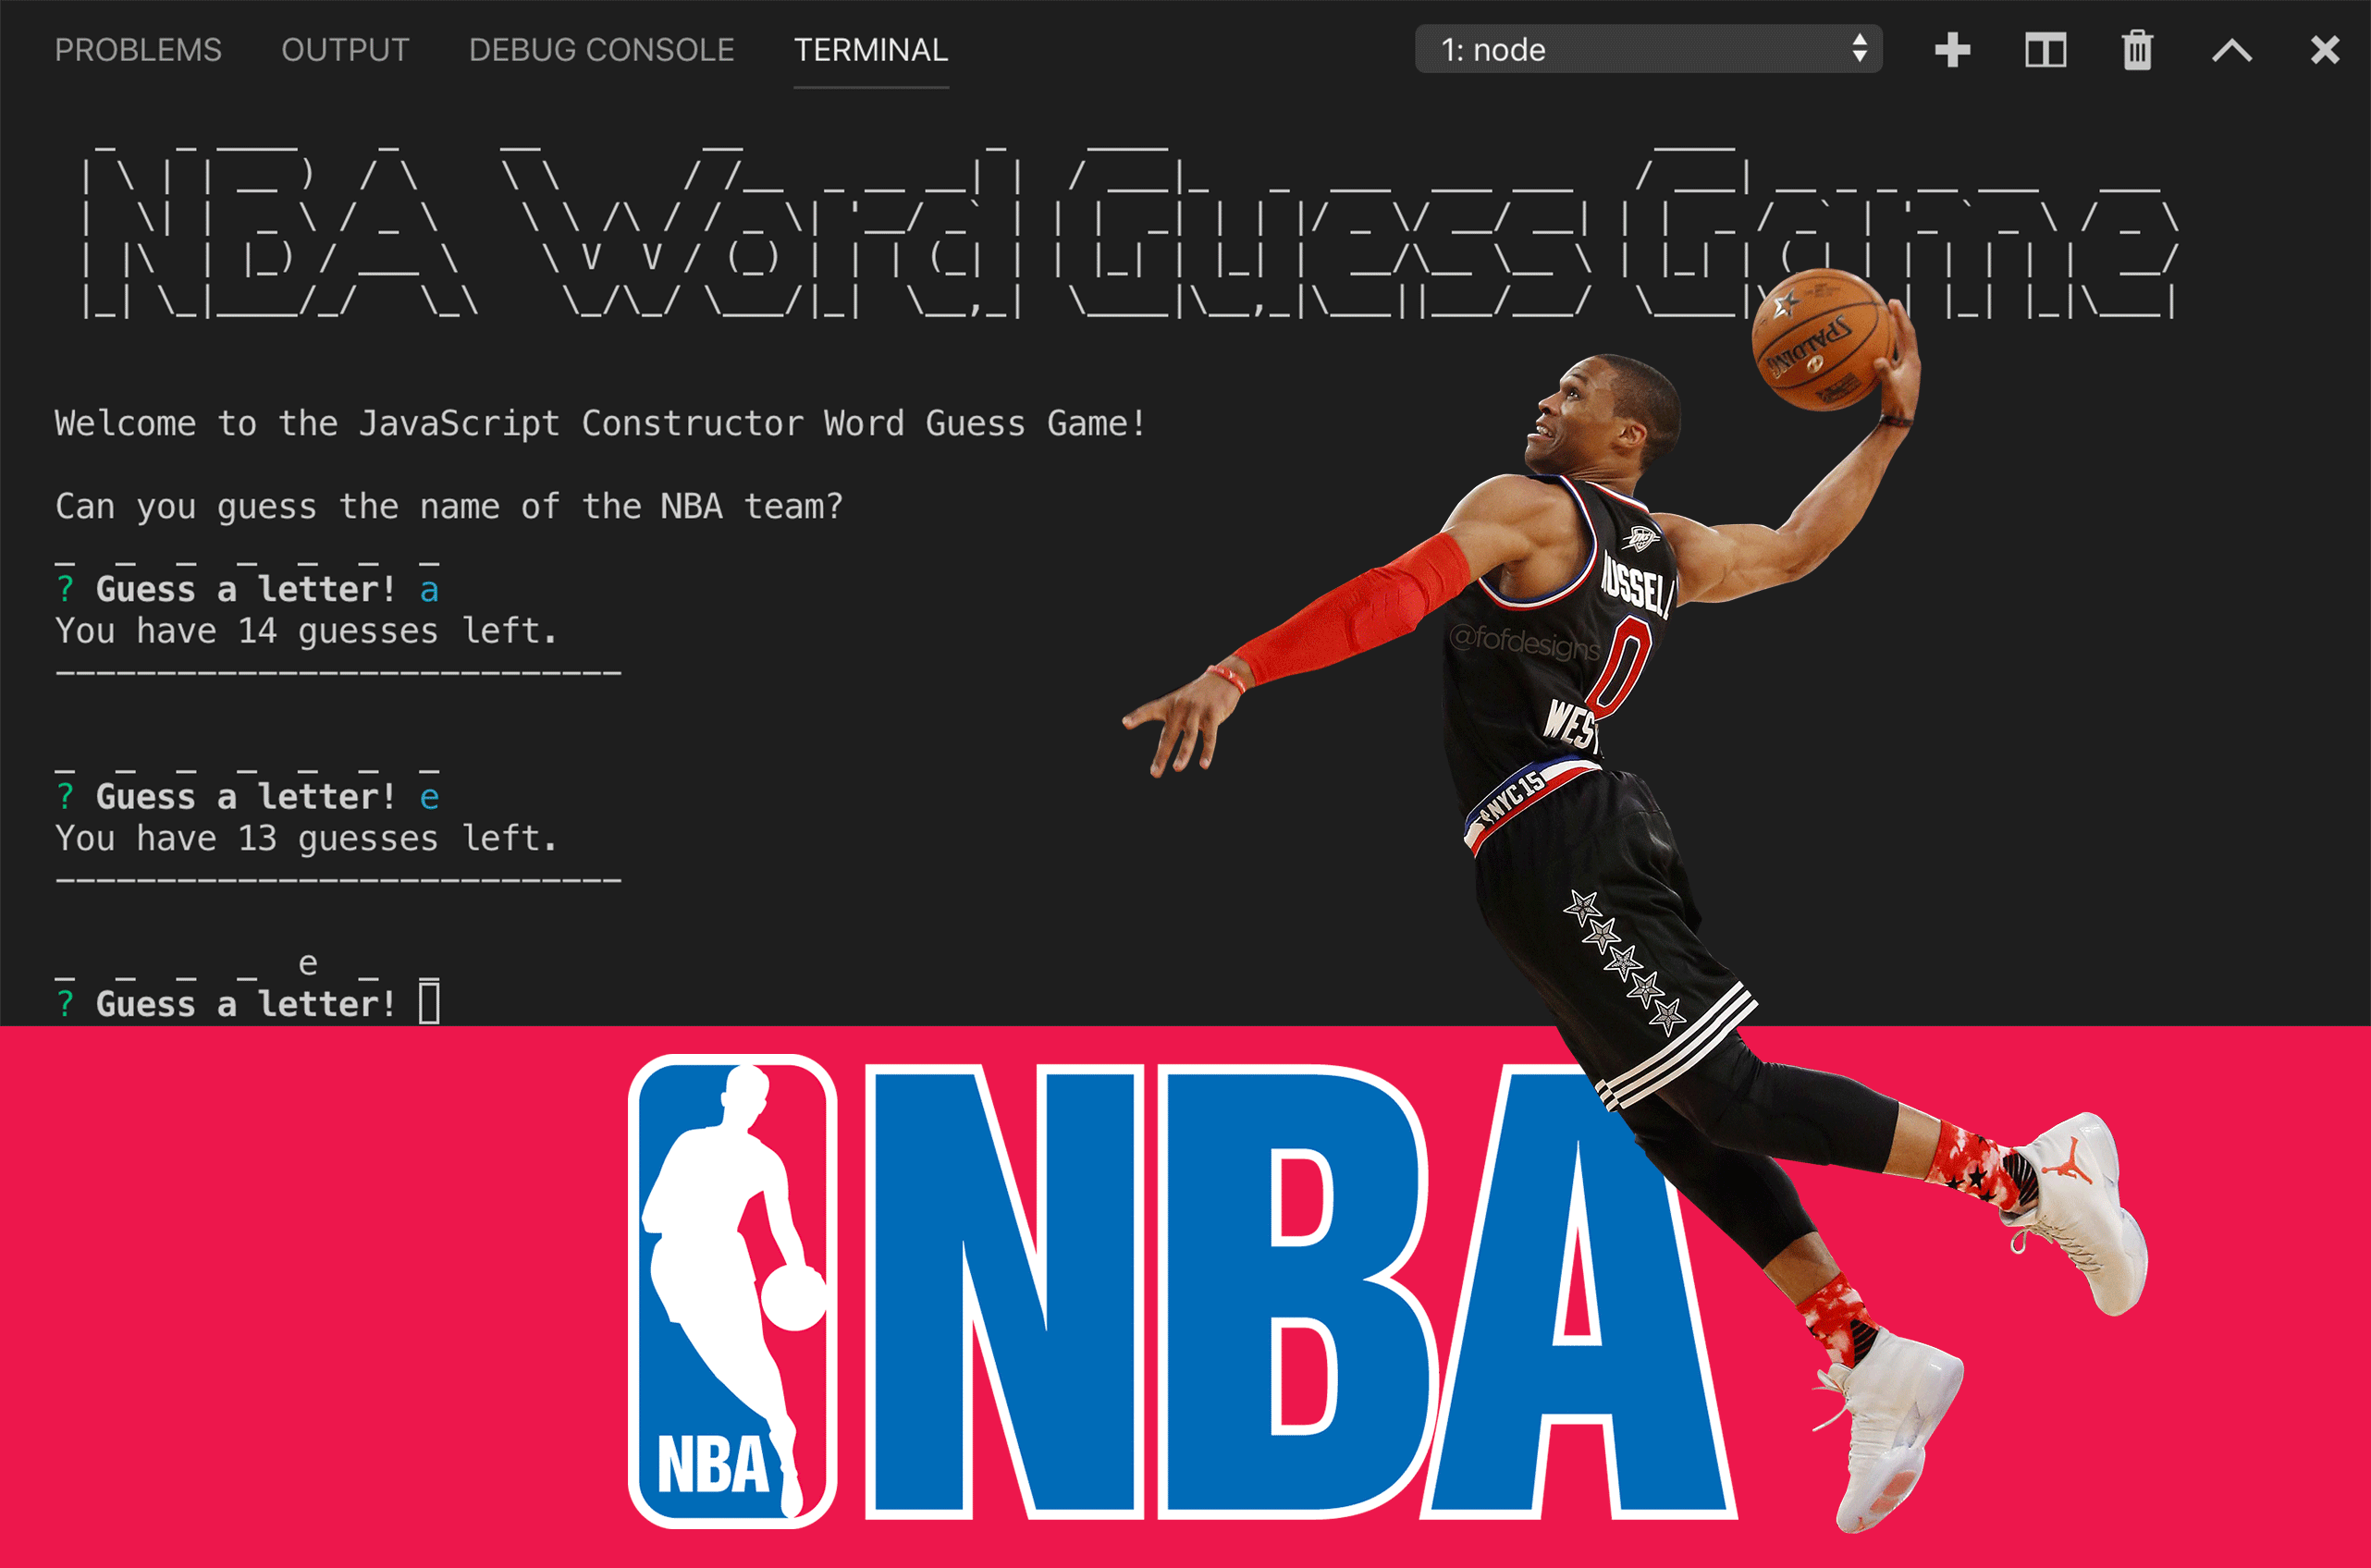 PROBLEMS OUTPUT DEBUG CONSOLE TERMINAL 1: node
NBA Word Guess Game
Welcome to the JavaScript Constructor Word Guess Game!
Can you guess the name of the NBA team?
_ _ _ _ _ _ _
? Guess a letter! a
You have 14 guesses left.
----------------------------
_ _ _ _ _ _ _
? Guess a letter! e
You have 13 guesses left.
----------------------------
_ _ _ _ e _ _
? Guess a letter!
SPALDING
OKC
RUSSELL
@fofdesigns
0
WEST
NYC15
NBA
NBA